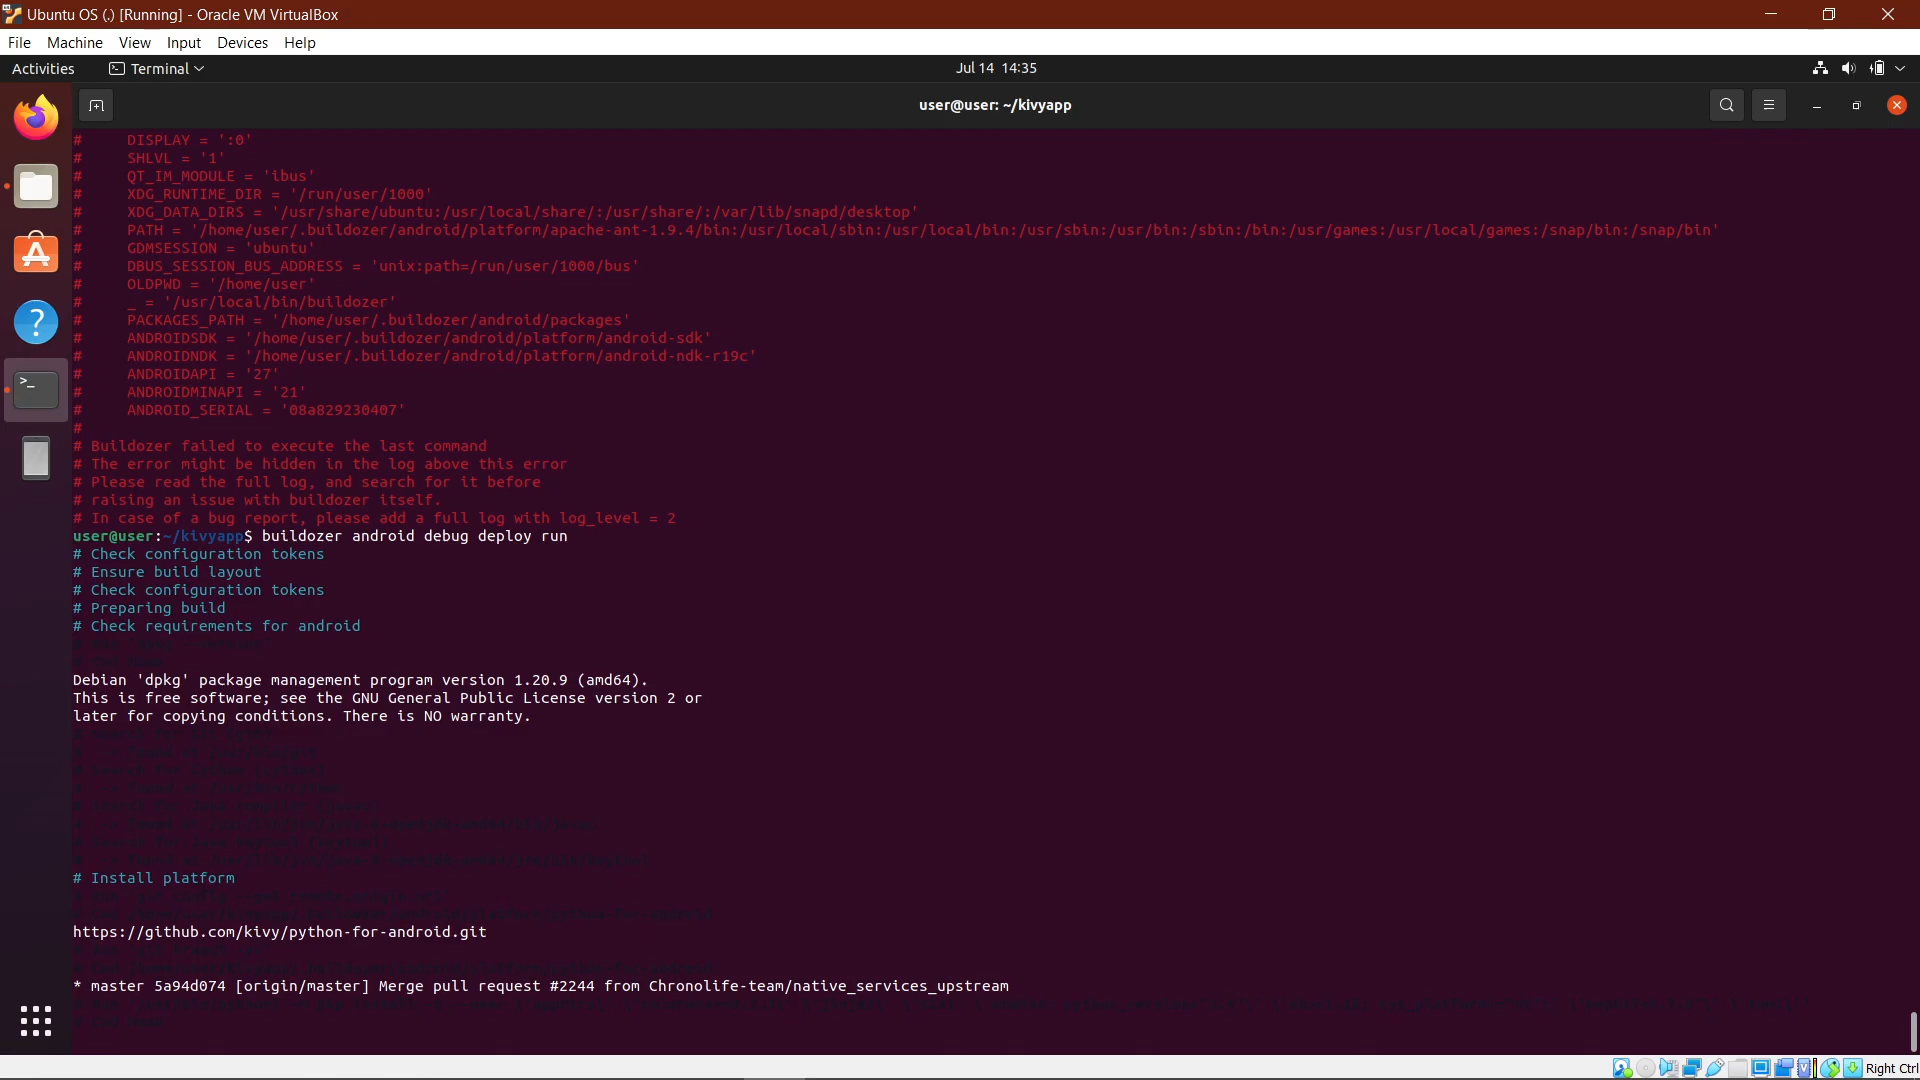 Ubuntu OS (.) [Running] - Oracle VM VirtualBox
File Machine View Input Devices Help
Activities Terminal Jul 14 14:35
user@user: ~/kivyapp
# DISPLAY = ':0'
# SHLVL = '1'
# QT_IM_MODULE = 'ibus'
# XDG_RUNTIME_DIR = '/run/user/1000'
# XDG_DATA_DIRS = '/usr/share/ubuntu:/usr/local/share/:/usr/share/:/var/lib/snapd/desktop'
# PATH = '/home/user/.buildozer/android/platform/apache-ant-1.9.4/bin:/usr/local/sbin:/usr/local/bin:/usr/sbin:/usr/bin:/sbin:/bin:/usr/games:/usr/local/games:/snap/bin:/snap/bin'
# GDMSESSION = 'ubuntu'
# DBUS_SESSION_BUS_ADDRESS = 'unix:path=/run/user/1000/bus'
# OLDPWD = '/home/user'
# _ = '/usr/local/bin/buildozer'
# PACKAGES_PATH = '/home/user/.buildozer/android/packages'
# ANDROIDSDK = '/home/user/.buildozer/android/platform/android-sdk'
# ANDROIDNDK = '/home/user/.buildozer/android/platform/android-ndk-r19c'
# ANDROIDAPI = '27'
# ANDROIDMINAPI = '21'
# ANDROID_SERIAL = '08a829230407'
#
# Buildozer failed to execute the last command
# The error might be hidden in the log above this error
# Please read the full log, and search for it before
# raising an issue with buildozer itself.
# In case of a bug report, please add a full log with log_level = 2
user@user:~/kivyapp$ buildozer android debug deploy run
# Check configuration tokens
# Ensure build layout
# Check configuration tokens
# Preparing build
# Check requirements for android
Debian 'dpkg' package management program version 1.20.9 (amd64).
This is free software; see the GNU General Public License version 2 or
later for copying conditions. There is NO warranty.
# Install platform
https://github.com/kivy/python-for-android.git
* master 5a94d074 [origin/master] Merge pull request #2244 from Chronolife-team/native_services_upstream
Right Ctrl